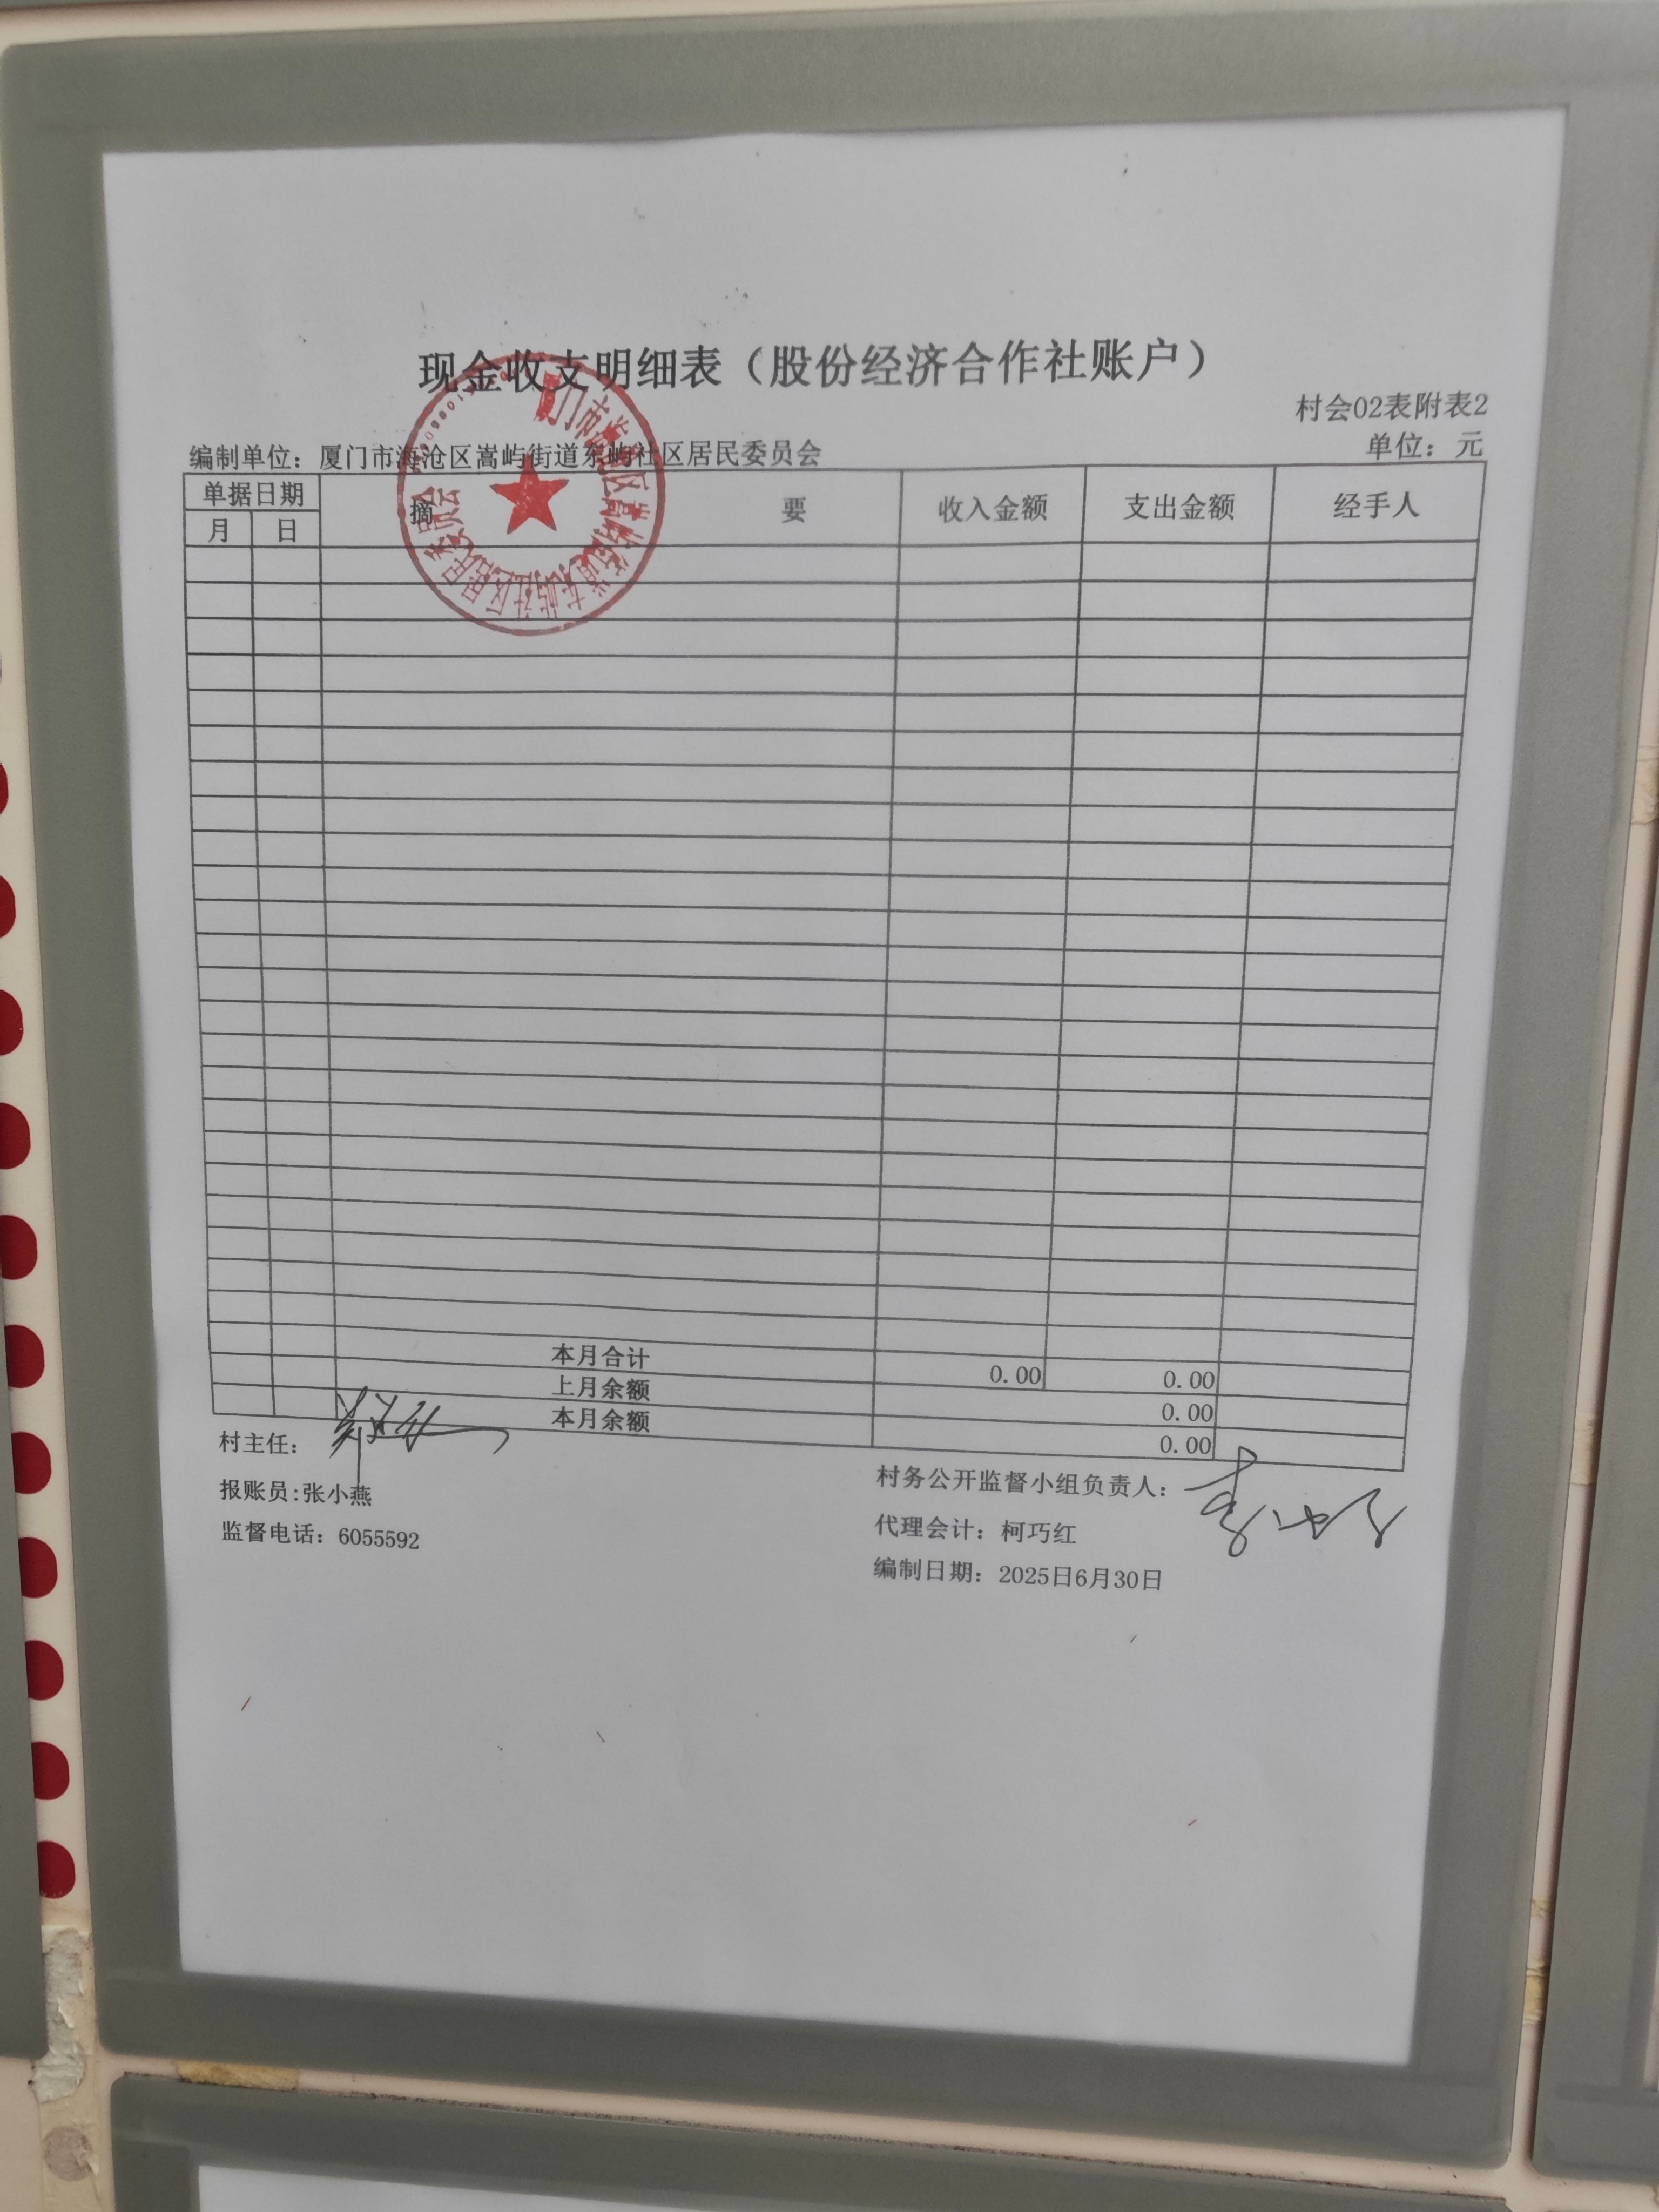 现金收支明细表（股份经济合作社账户）
村会02表附表2
编制单位：厦门市海沧区嵩屿街道东屿社区居民委员会
单位：元
单据日期
摘 要
收入金额
支出金额
经手人
月 日
本月合计 0.00 0.00
上月余额 0.00
本月余额 0.00
村主任：
村务公开监督小组负责人：
报账员:张小燕
代理会计：柯巧红
监督电话：6055592
编制日期：2025日6月30日